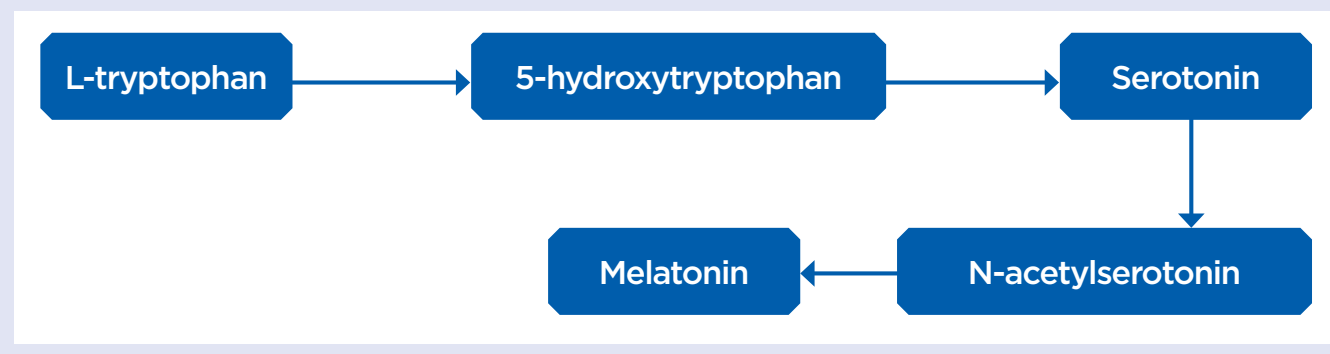 L-tryptophan
5-hydroxytryptophan
Serotonin
N-acetylserotonin
Melatonin